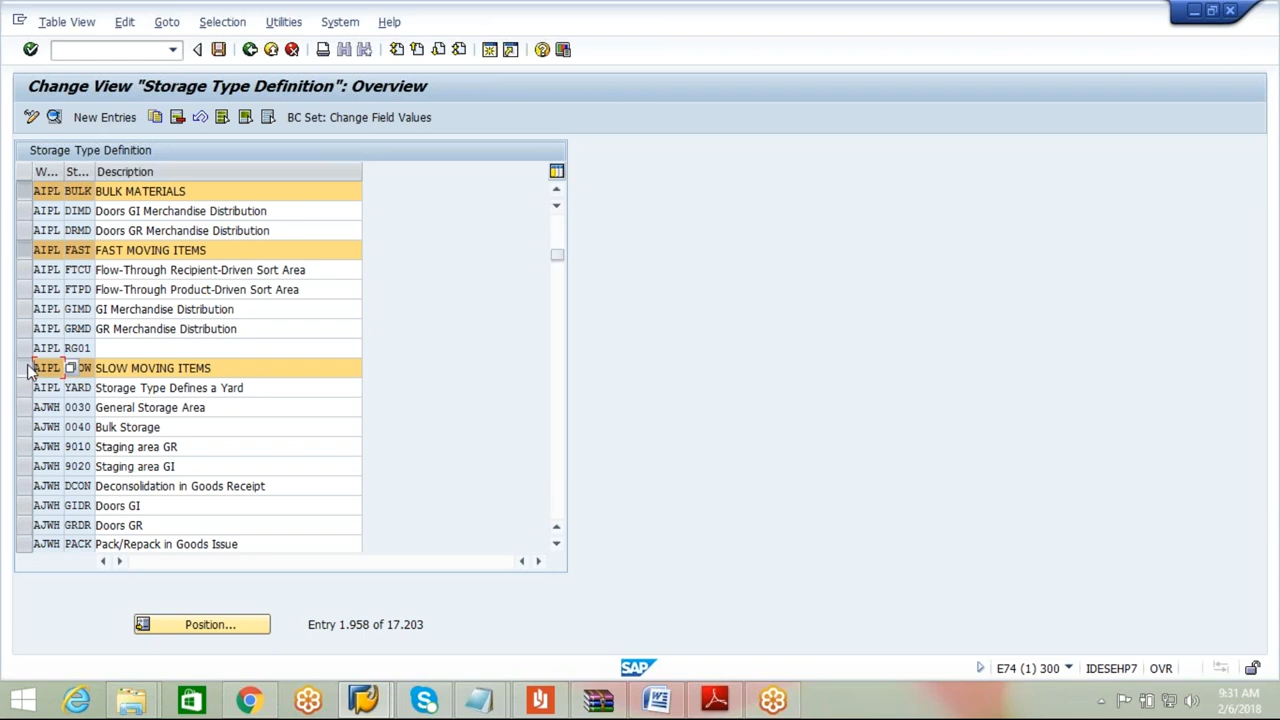 Table View Edit Goto Selection Utilities System Help
Change View "Storage Type Definition": Overview
New Entries BC Set: Change Field Values
Storage Type Definition
W... St... Description
AIPL BULK BULK MATERIALS
AIPL DIMD Doors GI Merchandise Distribution
AIPL DRMD Doors GR Merchandise Distribution
AIPL FAST FAST MOVING ITEMS
AIPL FTCU Flow-Through Recipient-Driven Sort Area
AIPL FTPD Flow-Through Product-Driven Sort Area
AIPL GIMD GI Merchandise Distribution
AIPL GRMD GR Merchandise Distribution
AIPL RG01
AIPL OW SLOW MOVING ITEMS
AIPL YARD Storage Type Defines a Yard
AJWH 0030 General Storage Area
AJWH 0040 Bulk Storage
AJWH 9010 Staging area GR
AJWH 9020 Staging area GI
AJWH DCON Deconsolidation in Goods Receipt
AJWH GIDR Doors GI
AJWH GRDR Doors GR
AJWH PACK Pack/Repack in Goods Issue
Position... Entry 1.958 of 17.203
SAP E74 (1) 300 IDESEHP7 OVR
9:31 AM
2/6/2018